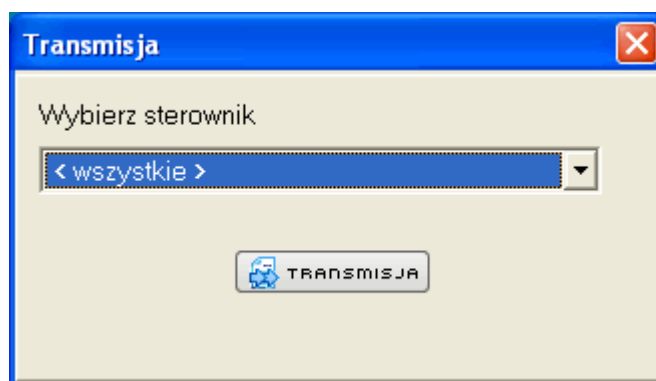 Transmisja
Wybierz sterownik
< wszystkie >
TRANSMISJA